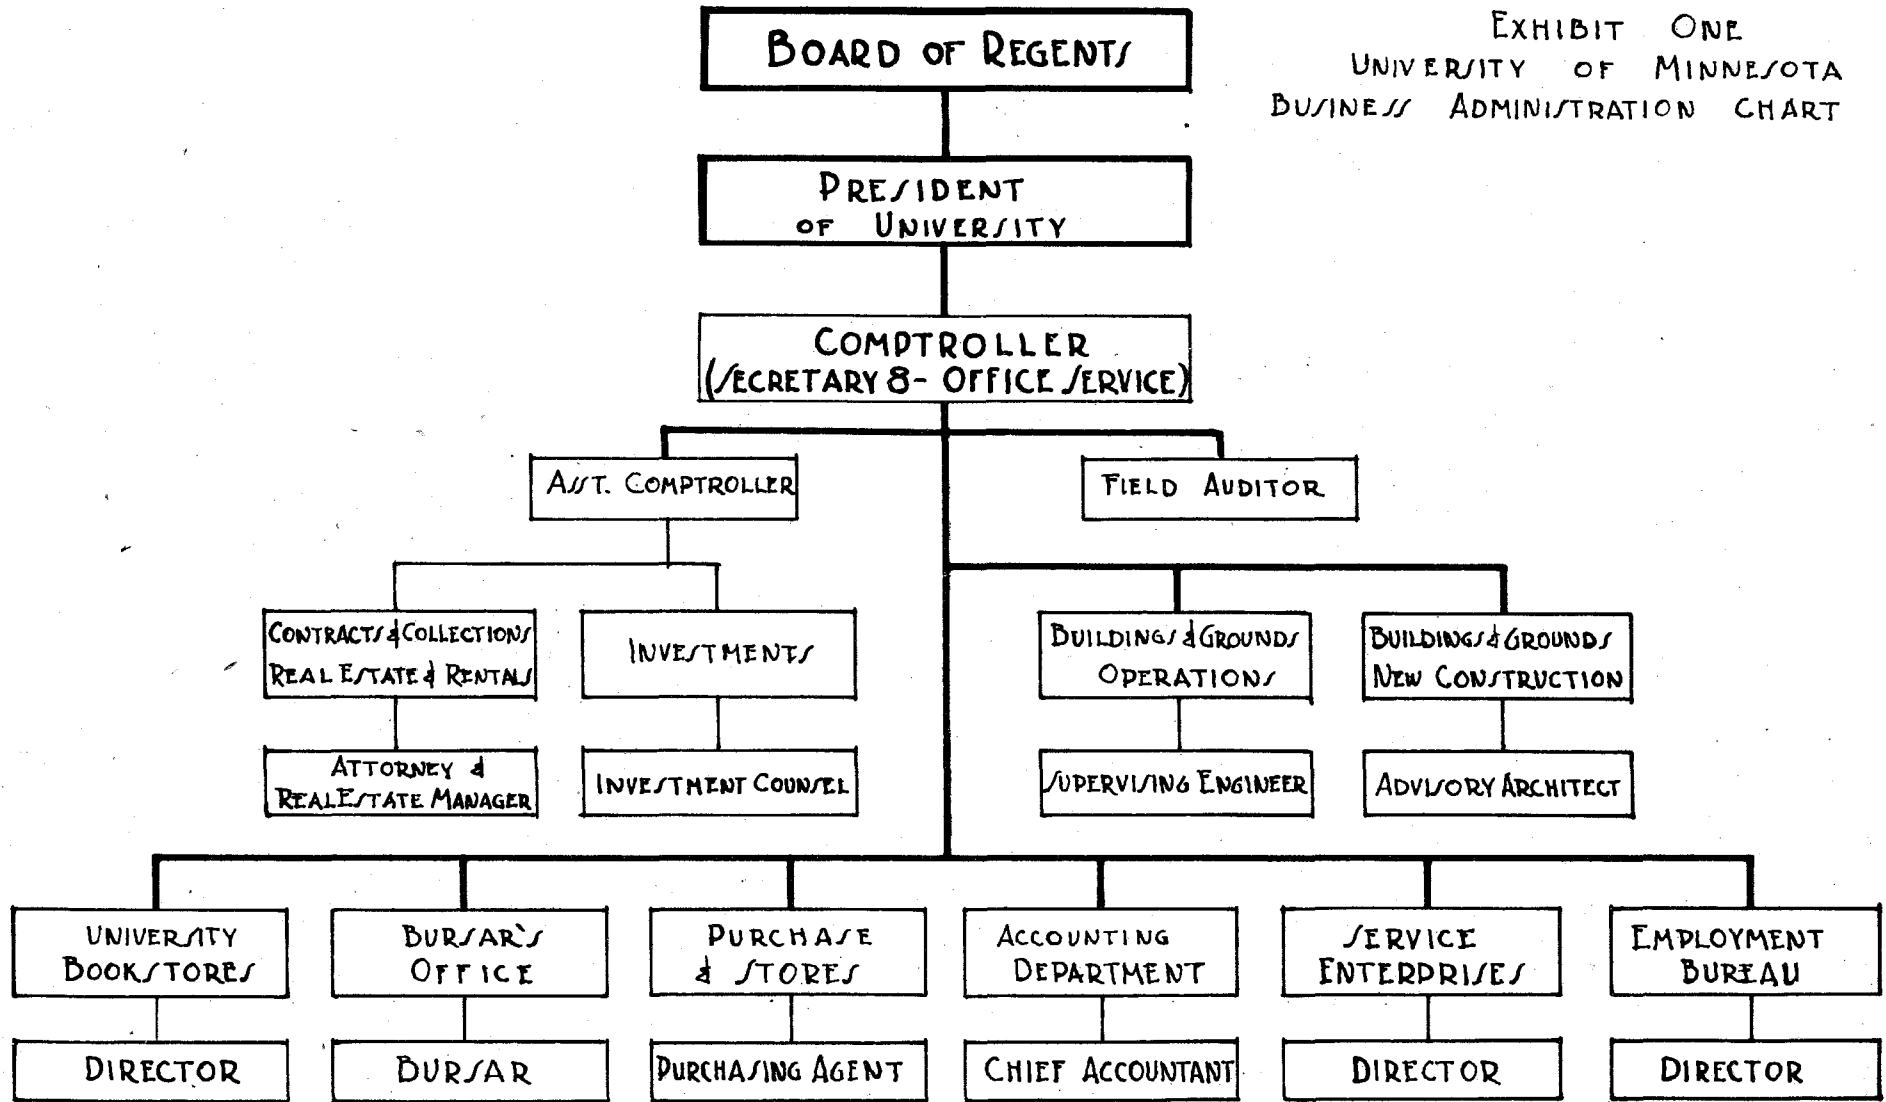 BOARD OF REGENTS
EXHIBIT ONE
UNIVERSITY OF MINNESOTA
BUSINESS ADMINISTRATION CHART
PRESIDENT
OF UNIVERSITY
COMPTROLLER
(SECRETARY & OFFICE SERVICE)
ASST. COMPTROLLER
FIELD AUDITOR
CONTRACTS & COLLECTIONS
REAL ESTATE & RENTALS
INVESTMENTS
BUILDINGS & GROUNDS
OPERATIONS
BUILDINGS & GROUNDS
NEW CONSTRUCTION
ATTORNEY &
REAL ESTATE MANAGER
INVESTMENT COUNSEL
SUPERVISING ENGINEER
ADVISORY ARCHITECT
UNIVERSITY
BOOKSTORES
BURSAR'S
OFFICE
PURCHASE
& STORES
ACCOUNTING
DEPARTMENT
SERVICE
ENTERPRISES
EMPLOYMENT
BUREAU
DIRECTOR
BURSAR
PURCHASING AGENT
CHIEF ACCOUNTANT
DIRECTOR
DIRECTOR